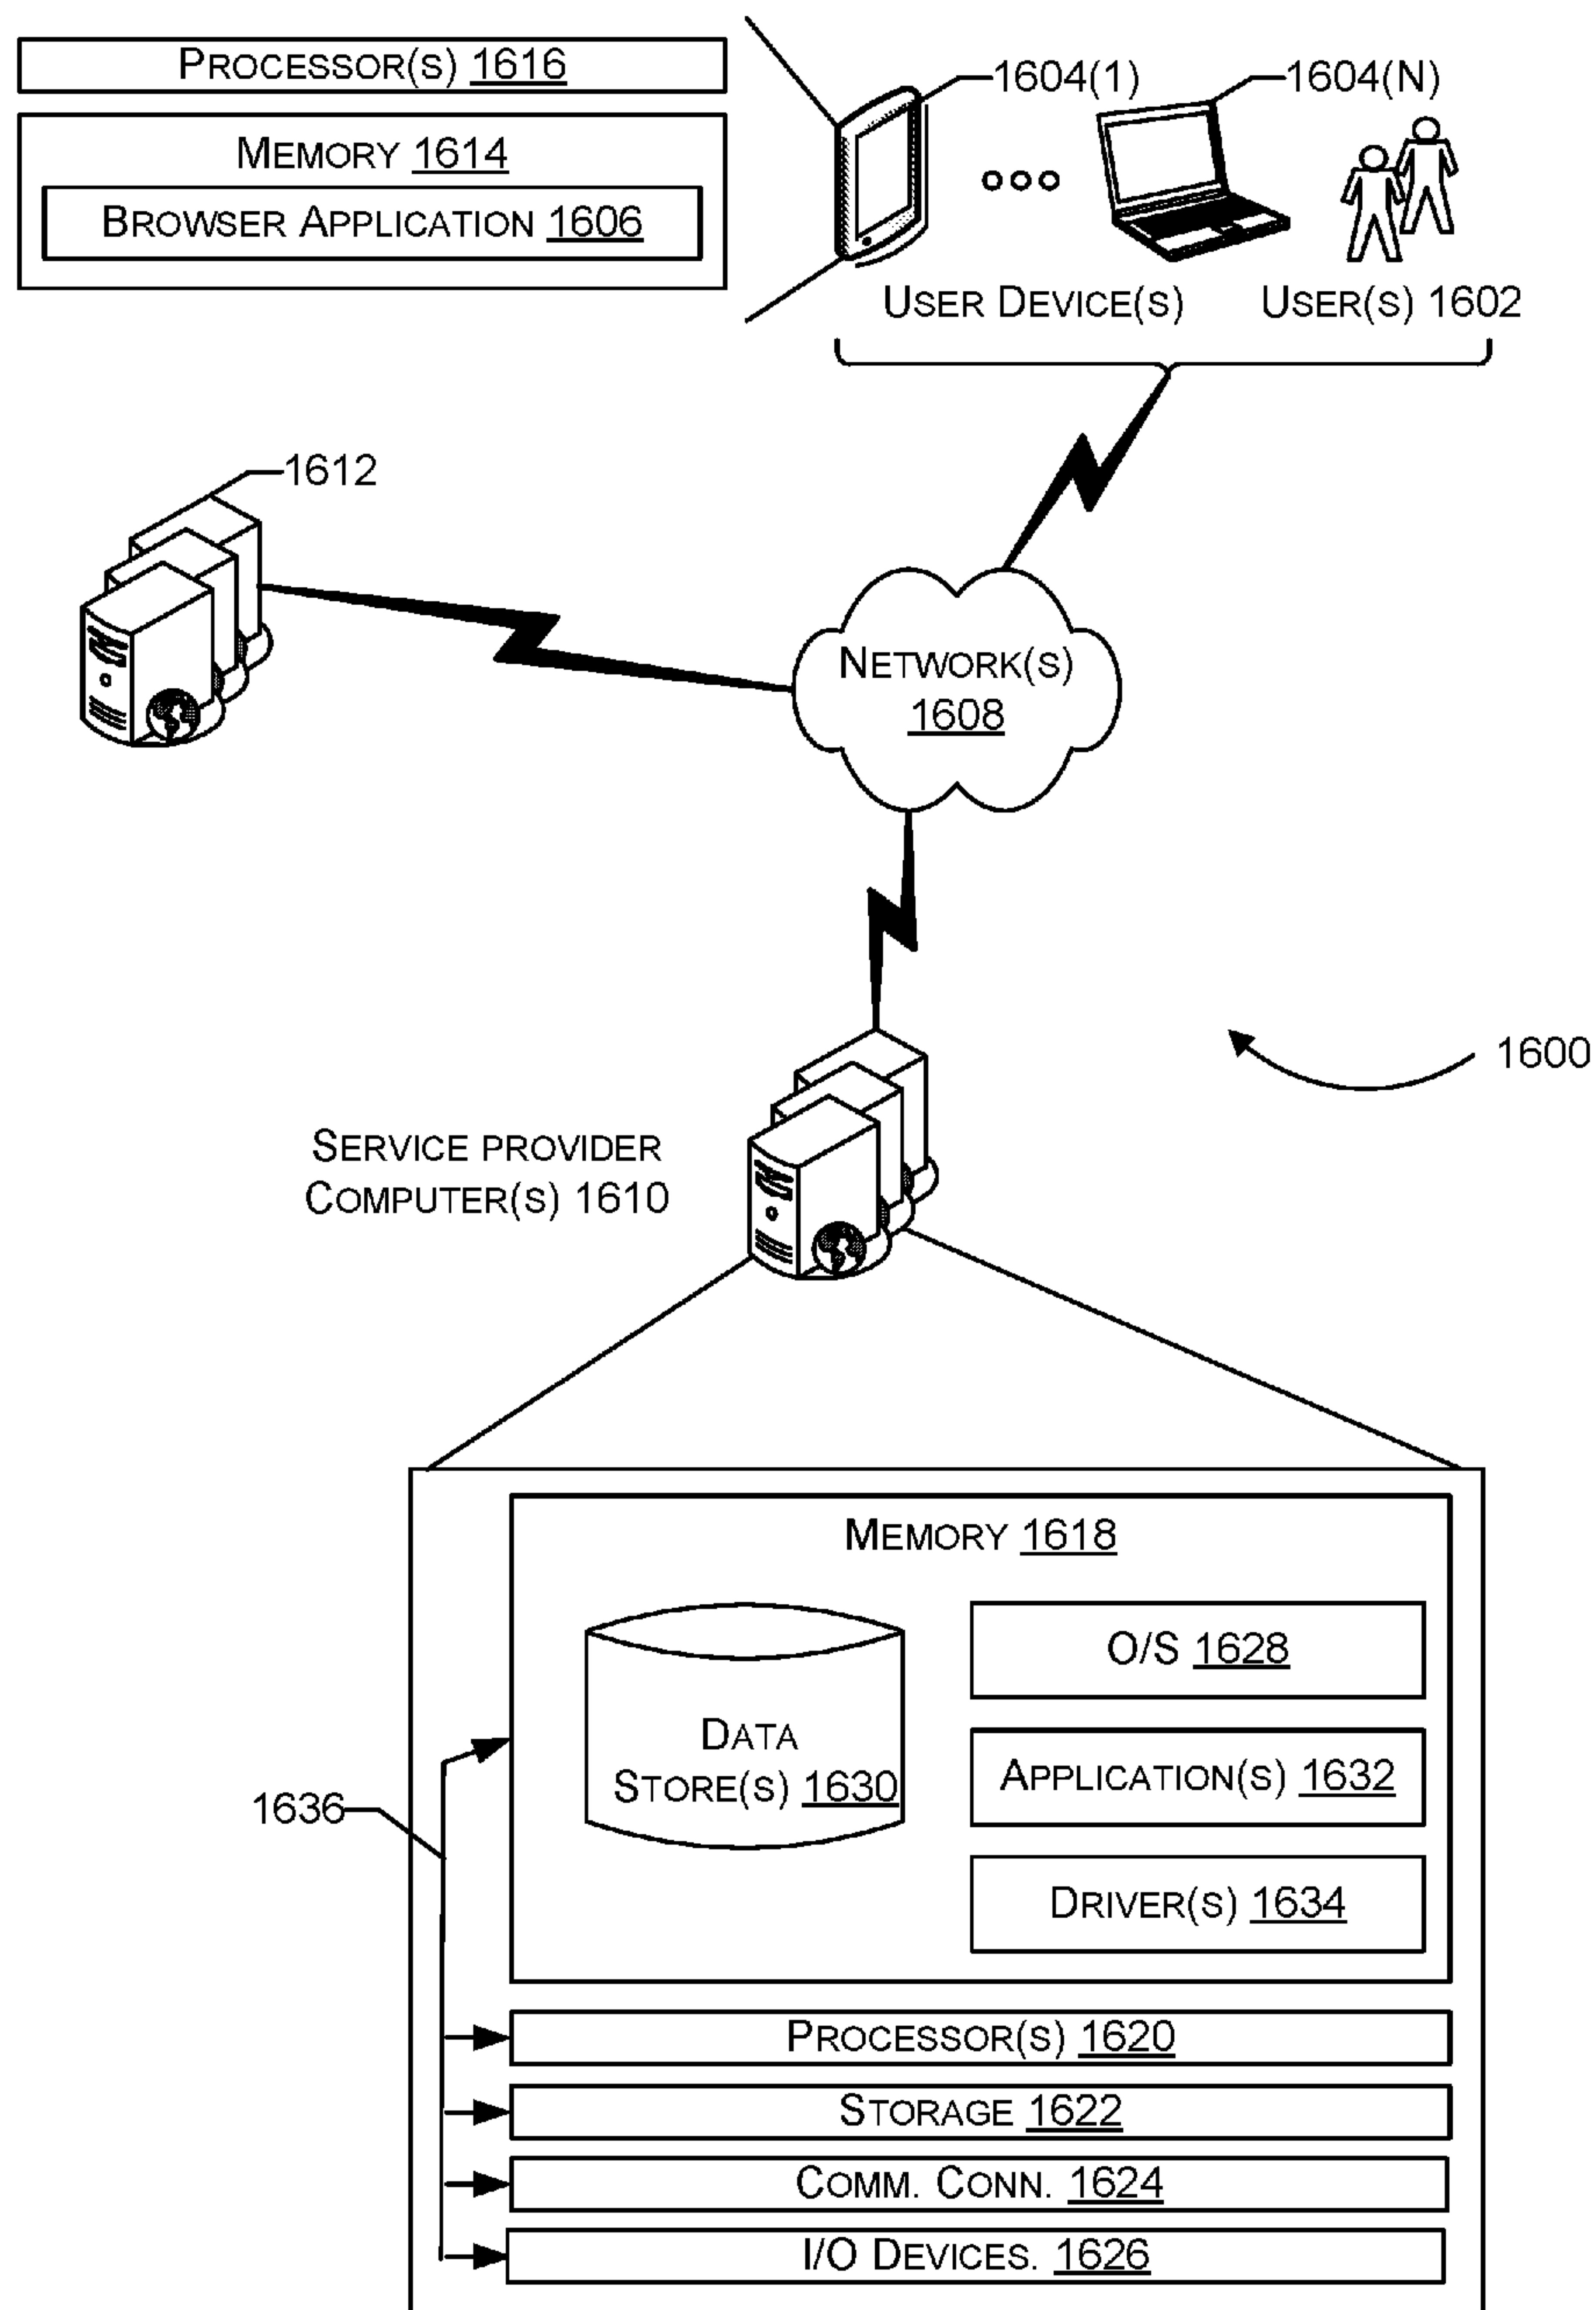 PROCESSOR(S) 1616
MEMORY 1614
BROWSER APPLICATION 1606
1604(1)
1604(N)
USER DEVICE(S)
USER(S) 1602
1612
NETWORK(S)
1608
1600
SERVICE PROVIDER
COMPUTER(S) 1610
MEMORY 1618
DATA
STORE(S) 1630
O/S 1628
APPLICATION(S) 1632
DRIVER(S) 1634
1636
PROCESSOR(S) 1620
STORAGE 1622
COMM. CONN. 1624
I/O DEVICES. 1626